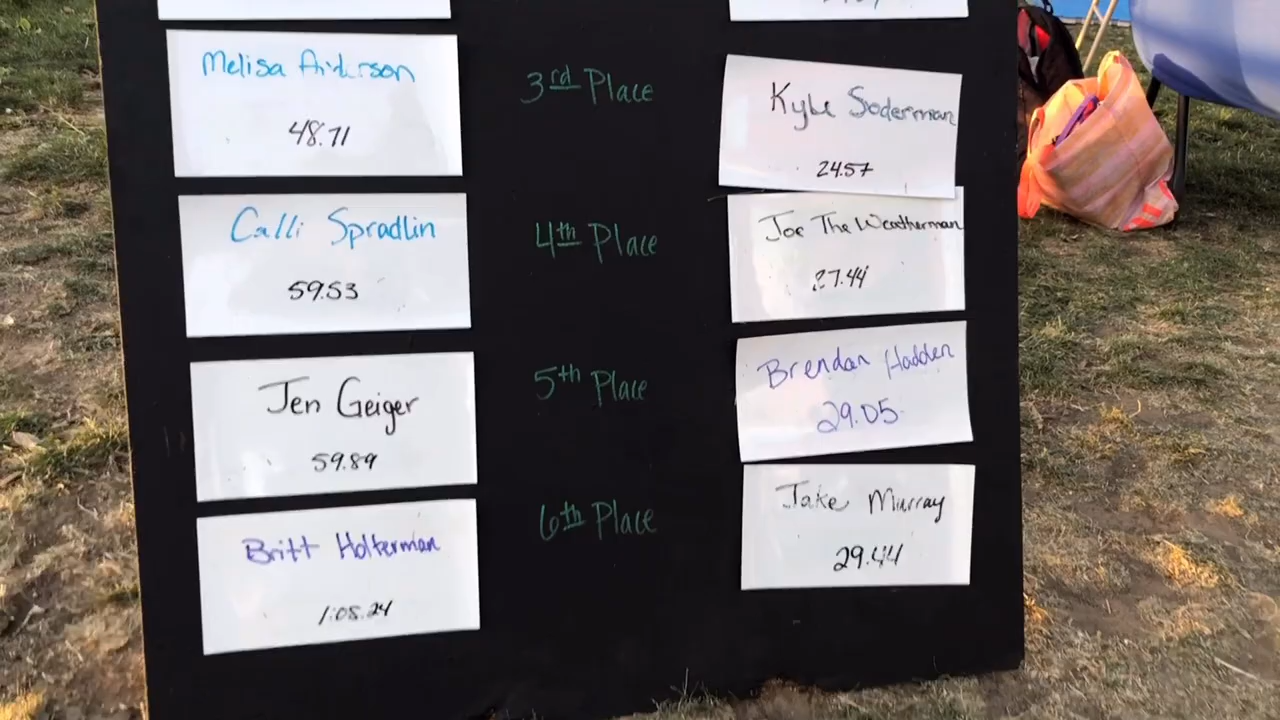 Melisa Anderson
48.71
3rd Place
Kyle Soderman
24.57
Calli Spradlin
59.53
4th Place
Joe The Weatherman
27.44
Jen Geiger
59.89
5th Place
Brendan Hadden
29.05
Britt Holterman
1:08.24
6th Place
Jake Murray
29.44